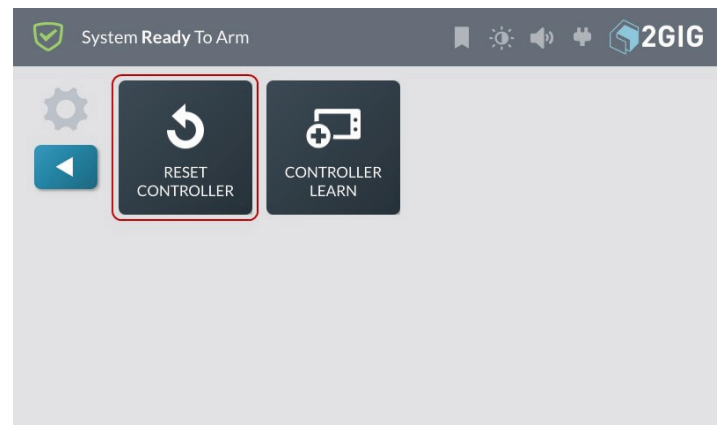 System Ready To Arm
2GIG
RESET
CONTROLLER
CONTROLLER
LEARN